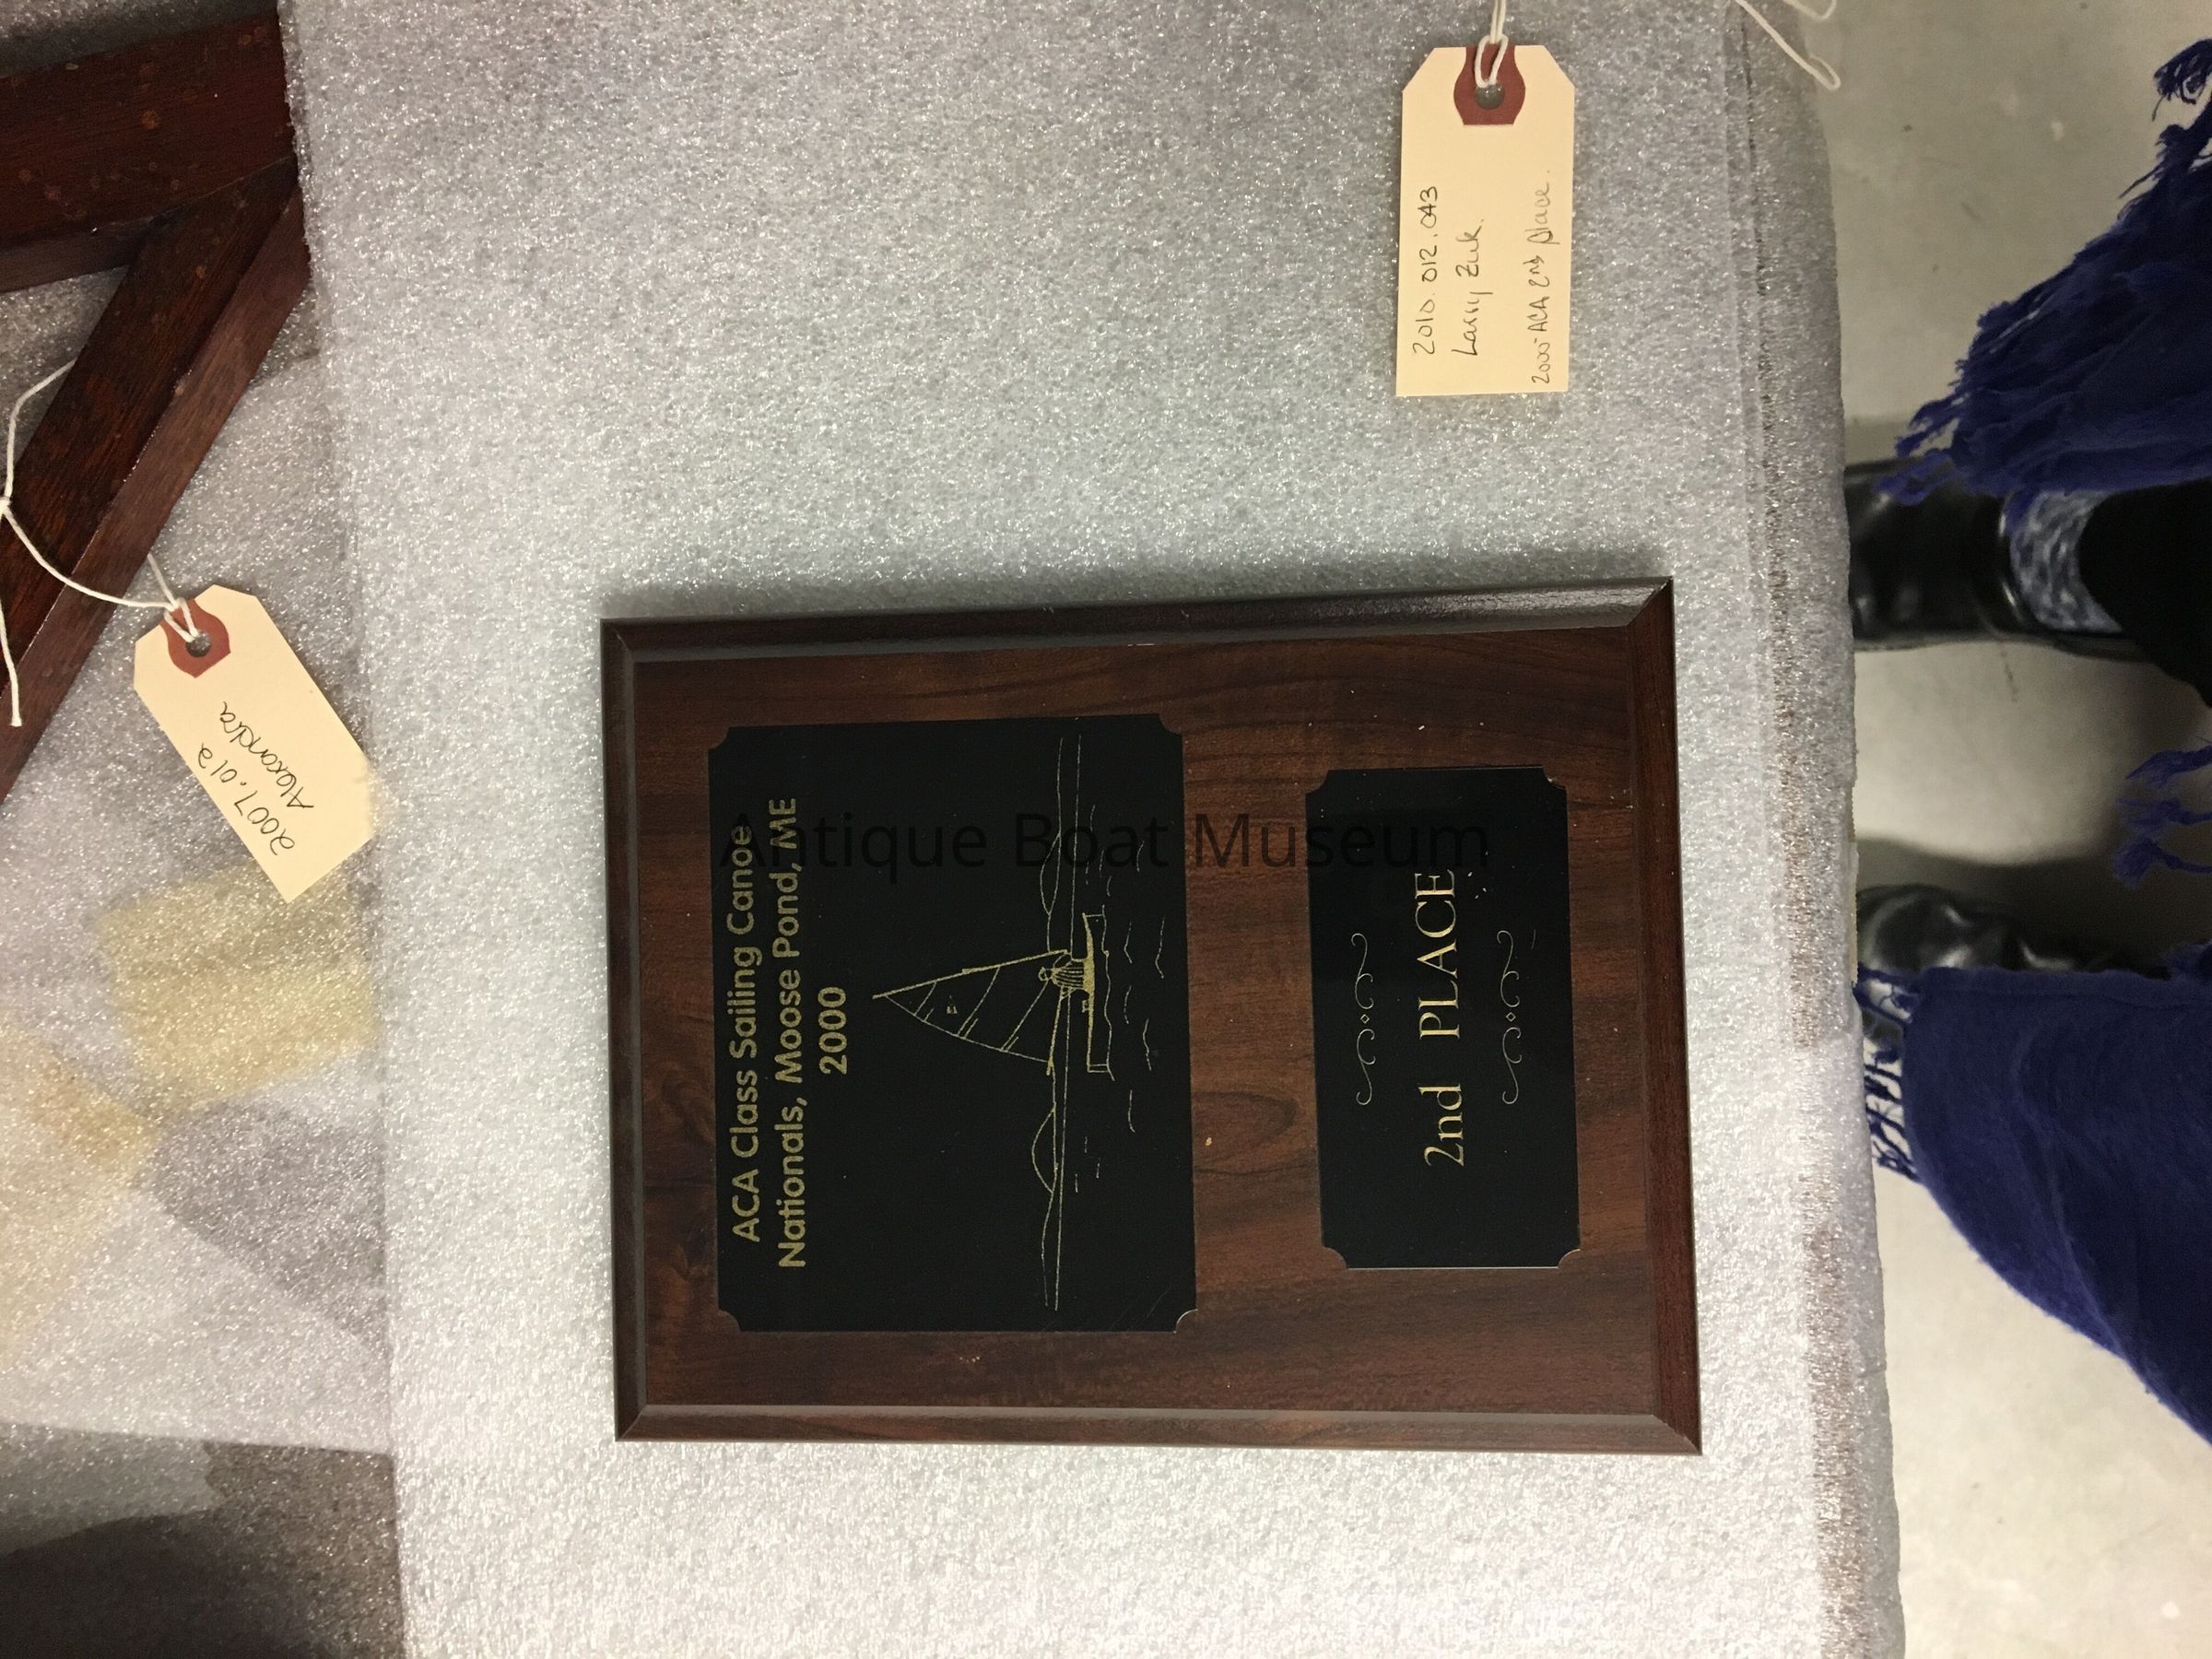 ACA Class Sailing Canoe
Nationals, Moose Pond, ME
2000
2nd PLACE
2010.012.043
Larry Zuk.
2000 ACA 2nd place.
2007.012
Alexandra
Antique Boat Museum